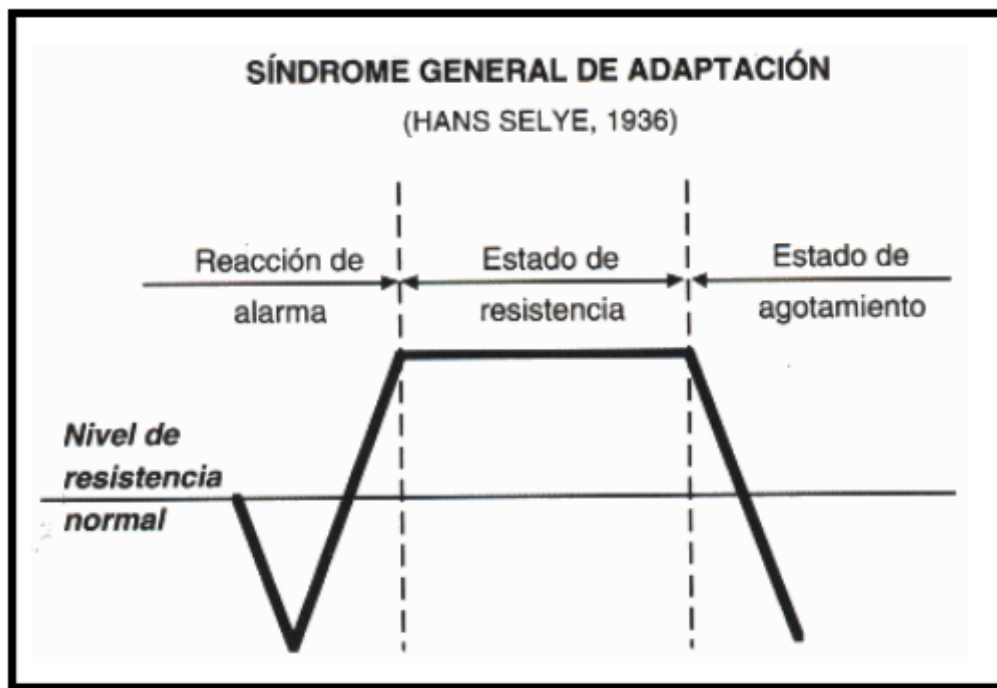 SÍNDROME GENERAL DE ADAPTACIÓN
(HANS SELYE, 1936)
Reacción de
alarma
Estado de
resistencia
Estado de
agotamiento
Nivel de
resistencia
normal